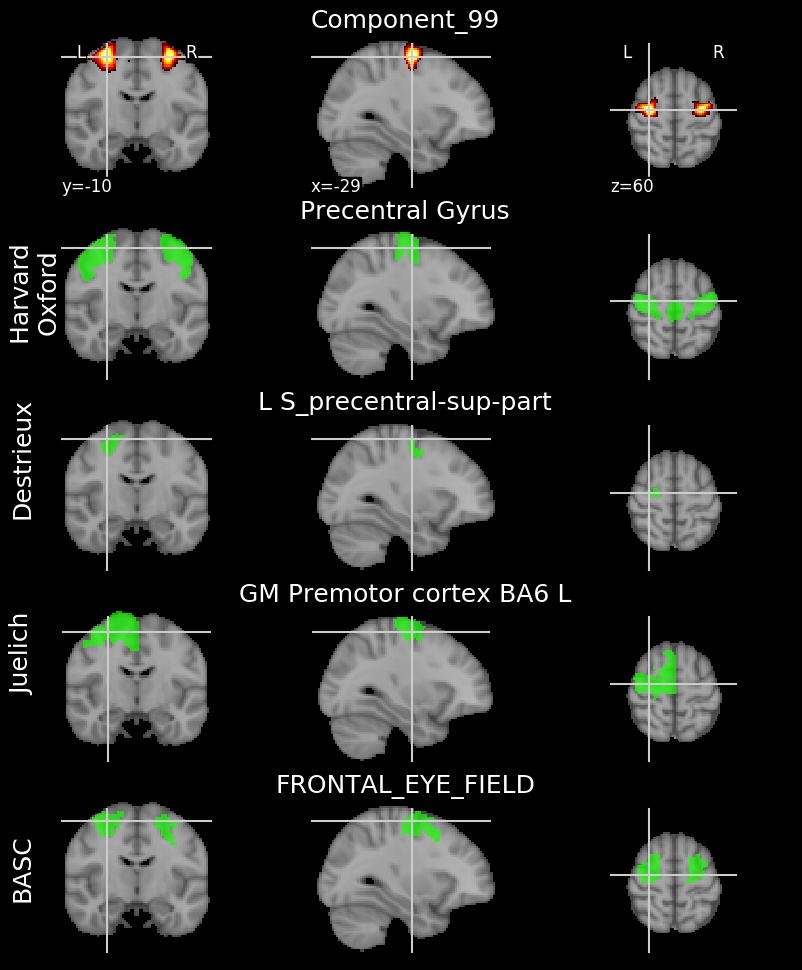 Component_99
L R
L R
y=-10 x=-29 z=60
Precentral Gyrus
Harvard
Oxford
L S_precentral-sup-part
Destrieux
GM Premotor cortex BA6 L
Juelich
FRONTAL_EYE_FIELD
BASC